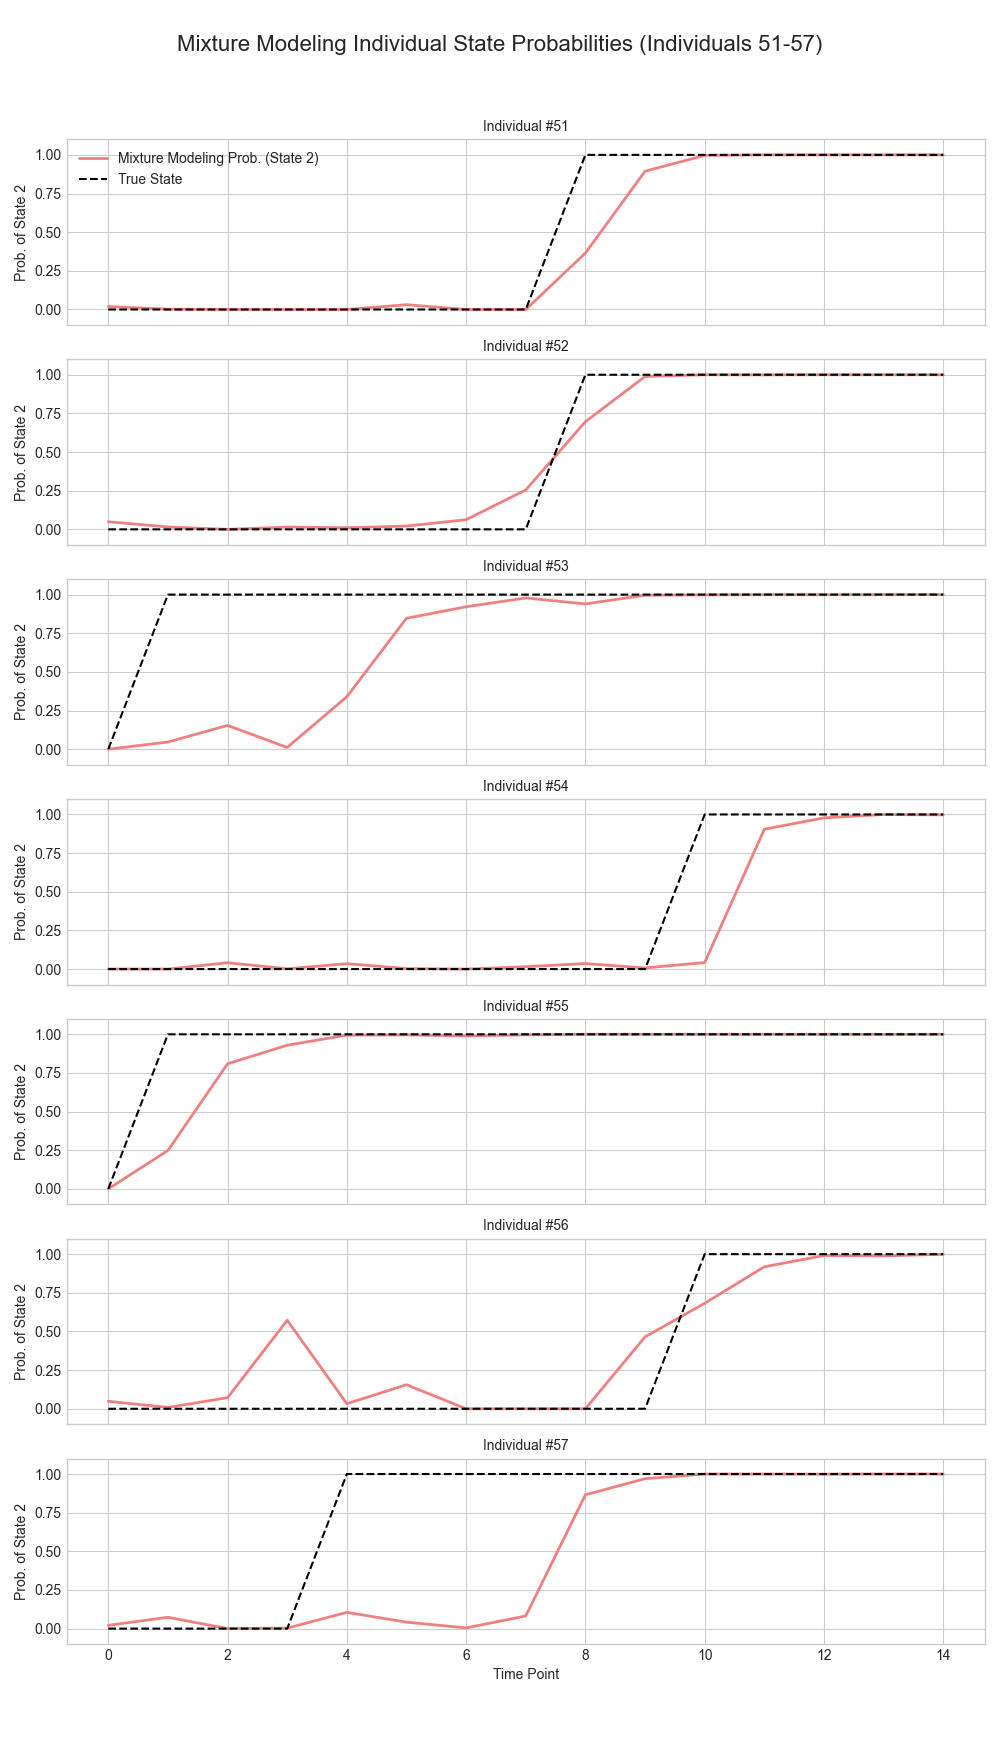 Mixture Modeling Individual State Probabilities (Individuals 51-57)
Individual #51
Mixture Modeling Prob. (State 2)
True State
Prob. of State 2
1.00
0.75
0.50
0.25
0.00
Individual #52
Prob. of State 2
1.00
0.75
0.50
0.25
0.00
Individual #53
Prob. of State 2
1.00
0.75
0.50
0.25
0.00
Individual #54
Prob. of State 2
1.00
0.75
0.50
0.25
0.00
Individual #55
Prob. of State 2
1.00
0.75
0.50
0.25
0.00
Individual #56
Prob. of State 2
1.00
0.75
0.50
0.25
0.00
Individual #57
Prob. of State 2
1.00
0.75
0.50
0.25
0.00
0 2 4 6 8 10 12 14
Time Point